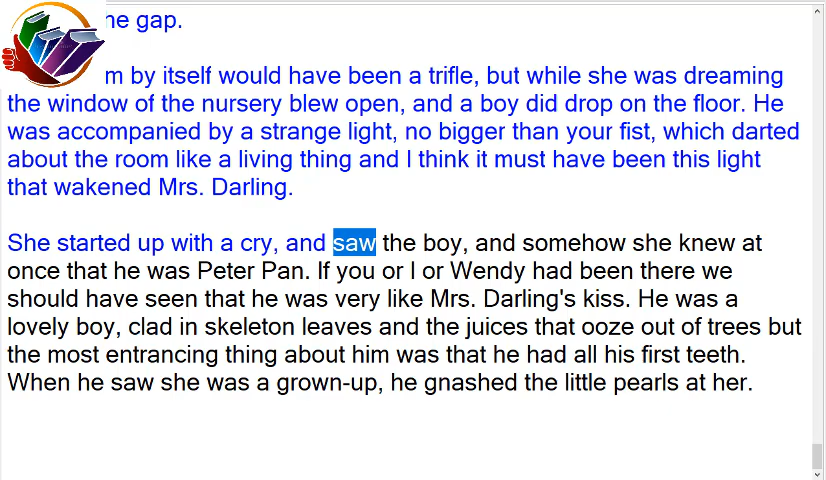 gap.
by itself would have been a trifle, but while she was dreaming
the window of the nursery blew open, and a boy did drop on the floor. He
was accompanied by a strange light, no bigger than your fist, which darted
about the room like a living thing and I think it must have been this light
that wakened Mrs. Darling.
She started up with a cry, and saw the boy, and somehow she knew at
once that he was Peter Pan. If you or I or Wendy had been there we
should have seen that he was very like Mrs. Darling's kiss. He was a
lovely boy, clad in skeleton leaves and the juices that ooze out of trees but
the most entrancing thing about him was that he had all his first teeth.
When he saw she was a grown-up, he gnashed the little pearls at her.